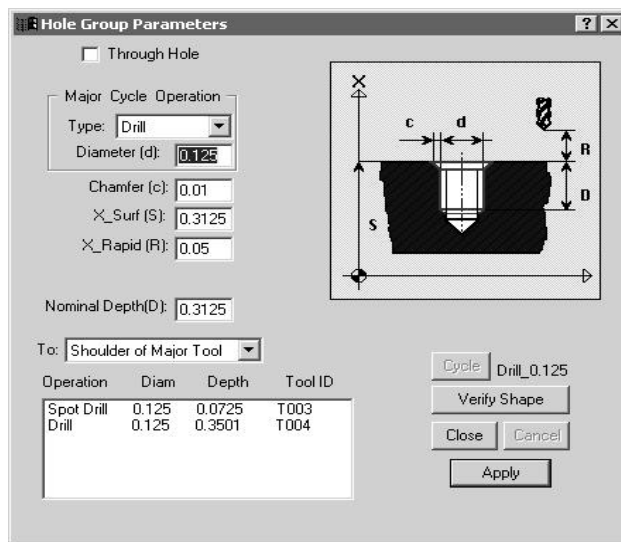 Hole Group Parameters
Through Hole
Major Cycle Operation
Type: Drill
Diameter (d): 0.125
Chamfer (c): 0.01
X_Surf (S): 0.3125
X_Rapid (R): 0.05
Nominal Depth(D): 0.3125
To: Shoulder of Major Tool
Operation Diam Depth Tool ID
Spot Drill 0.125 0.0725 T003
Drill 0.125 0.3501 T004
X
c d
R
D
S
Cycle Drill_0.125
Verify Shape
Close Cancel
Apply